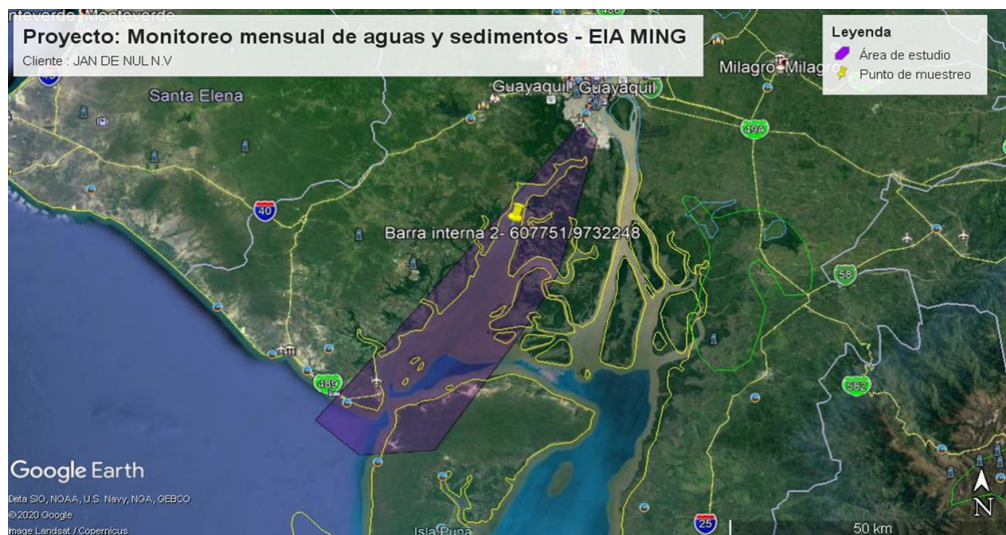 Monteverde
Proyecto: Monitoreo mensual de aguas y sedimentos - EIA MING
Cliente : JAN DE NUL N.V
Leyenda
Área de estudio
Punto de muestreo
Milagro Milagro
Guayaquil Guayaquil
Santa Elena
49A
40
Barra interna 2- 607751/9732248
58
489
582
Google Earth
Data SIO, NOAA, U.S. Navy, NGA, GEBCO
©2020 Google
Image Landsat / Copernicus
Isla Puná
25
50 km
N